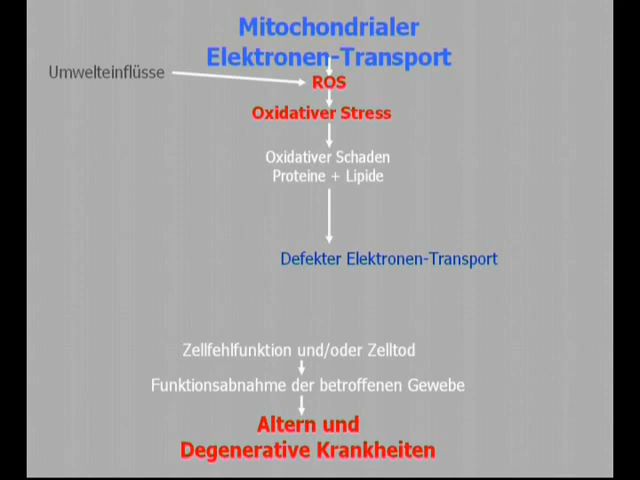 Mitochondrialer
Elektronen-Transport
Umwelteinflüsse
ROS
Oxidativer Stress
Oxidativer Schaden
Proteine + Lipide
Defekter Elektronen-Transport
Zellfehlfunktion und/oder Zelltod
Funktionsabnahme der betroffenen Gewebe
Altern und
Degenerative Krankheiten